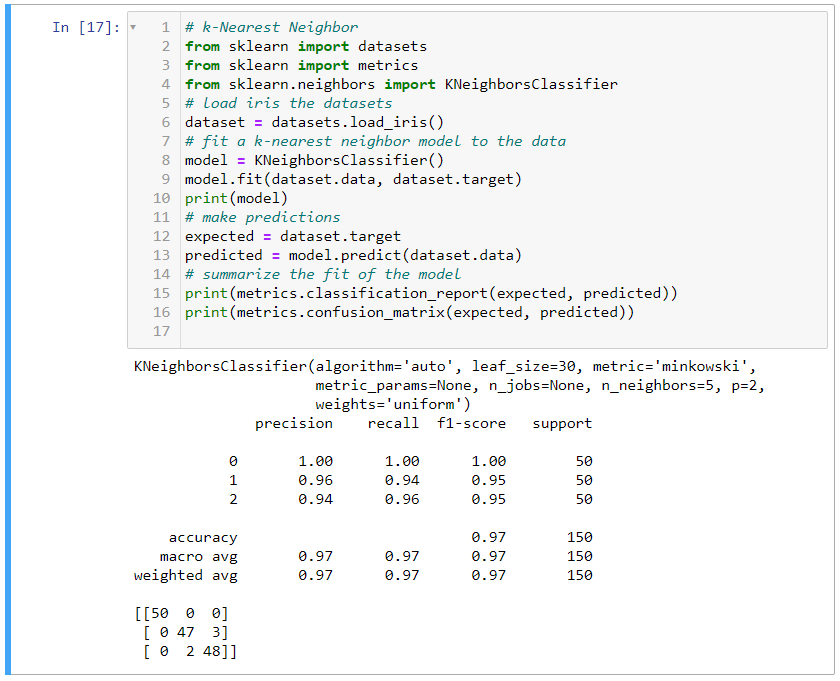 In [17]:
1 # k-Nearest Neighbor
2 from sklearn import datasets
3 from sklearn import metrics
4 from sklearn.neighbors import KNeighborsClassifier
5 # load iris the datasets
6 dataset = datasets.load_iris()
7 # fit a k-nearest neighbor model to the data
8 model = KNeighborsClassifier()
9 model.fit(dataset.data, dataset.target)
10 print(model)
11 # make predictions
12 expected = dataset.target
13 predicted = model.predict(dataset.data)
14 # summarize the fit of the model
15 print(metrics.classification_report(expected, predicted))
16 print(metrics.confusion_matrix(expected, predicted))
17
KNeighborsClassifier(algorithm='auto', leaf_size=30, metric='minkowski',
metric_params=None, n_jobs=None, n_neighbors=5, p=2,
weights='uniform')
precision recall f1-score support
0 1.00 1.00 1.00 50
1 0.96 0.94 0.95 50
2 0.94 0.96 0.95 50
accuracy 0.97 150
macro avg 0.97 0.97 0.97 150
weighted avg 0.97 0.97 0.97 150
[[50 0 0]
[ 0 47 3]
[ 0 2 48]]